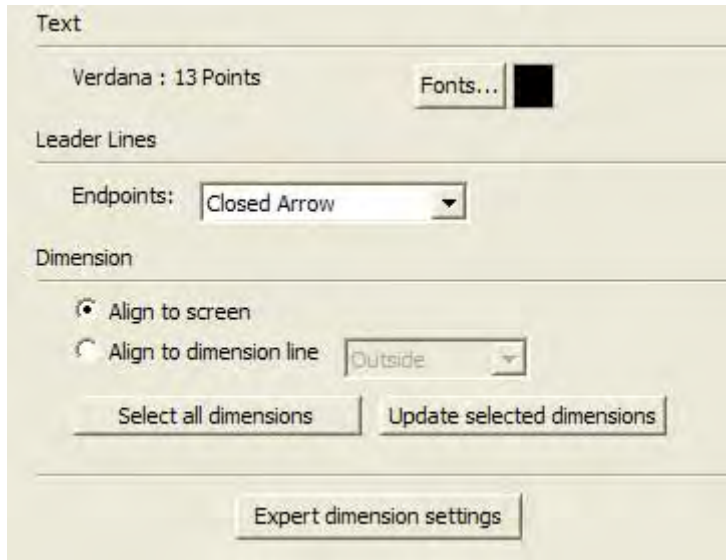 Text
Verdana : 13 Points Fonts...
Leader Lines
Endpoints: Closed Arrow
Dimension
Align to screen
Align to dimension line Outside
Select all dimensions Update selected dimensions
Expert dimension settings